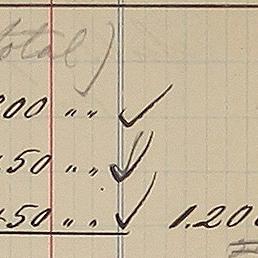 total)
00 " " ✓
50 " " ✓
50 " " ✓ 1.20